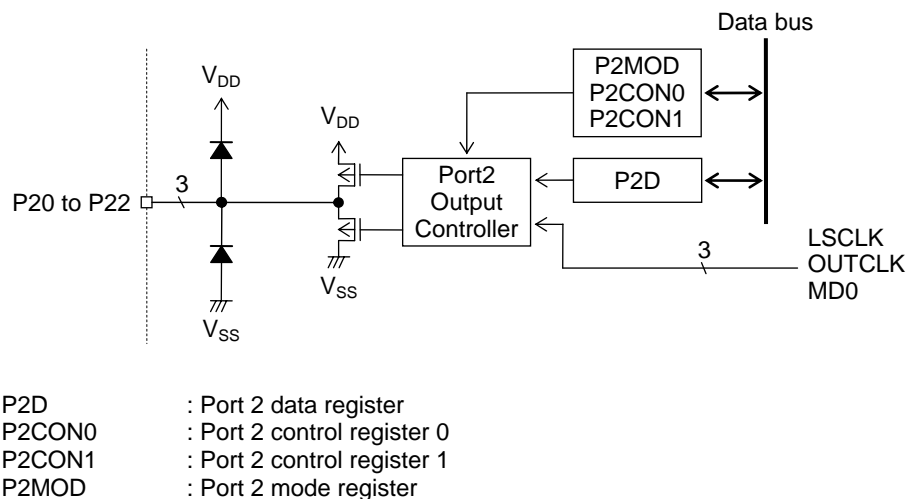 Data bus
P2MOD
P2CON0
P2CON1
VDD
VDD
P20 to P22
3
Port2
Output
Controller
P2D
3
LSCLK
OUTCLK
MD0
VSS
VSS
P2D : Port 2 data register
P2CON0 : Port 2 control register 0
P2CON1 : Port 2 control register 1
P2MOD : Port 2 mode register